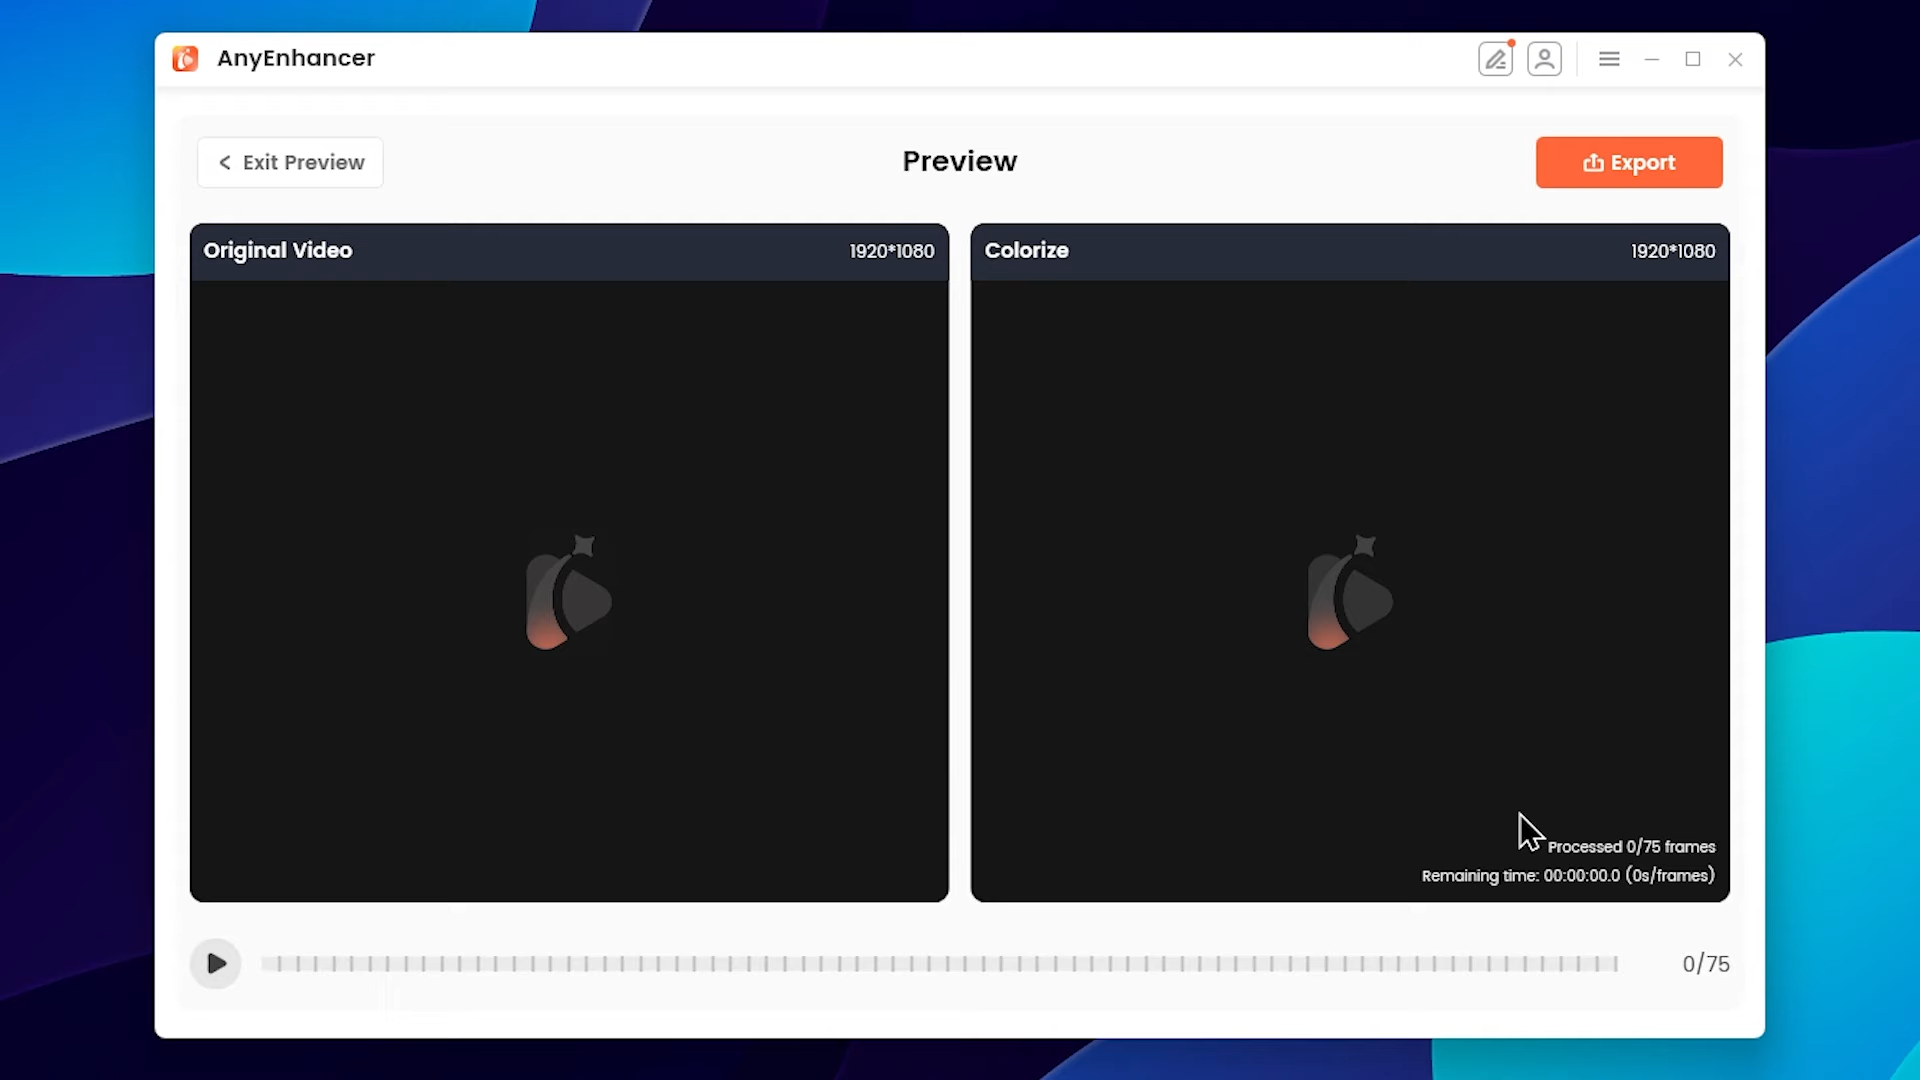 AnyEnhancer
Exit Preview
Preview
Export
Original Video
1920*1080
Colorize
1920*1080
Processed 0/75 frames
Remaining time: 00:00:00.0 (0s/frames)
0/75